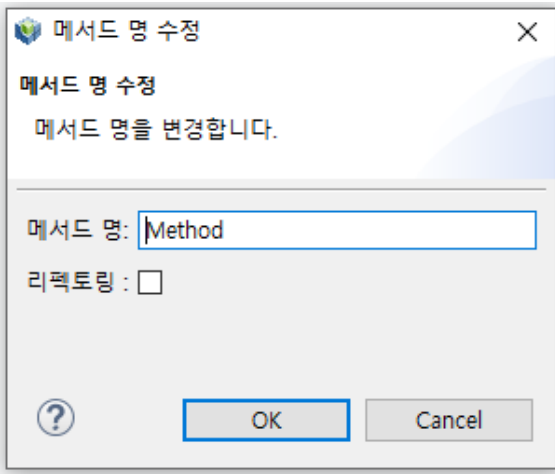 메서드 명 수정
메서드 명 수정
메서드 명을 변경합니다.
메서드 명: Method
리펙토링 :
?
OK Cancel